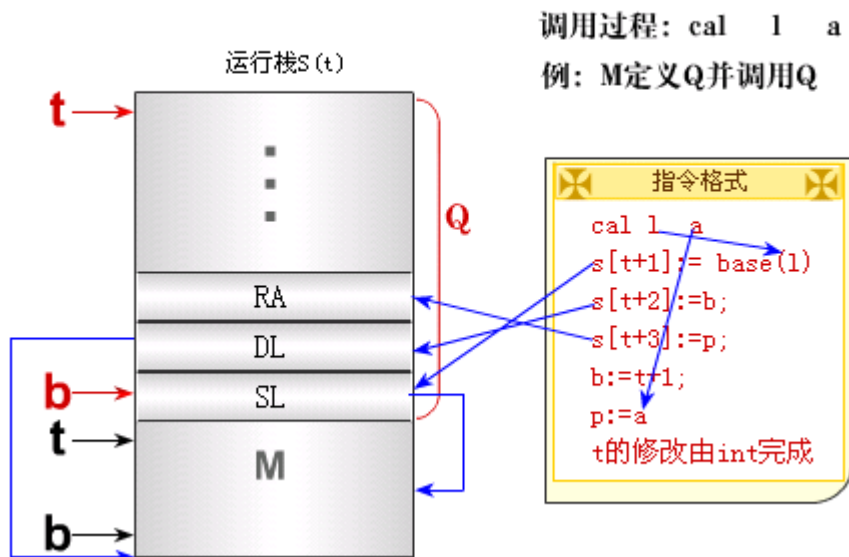 调用过程: cal l a
例: M定义Q并调用Q
运行栈S(t)
t
Q
RA
DL
b
SL
t
M
b
指令格式
cal l a
s[t+1]:= base(l)
s[t+2]:=b;
s[t+3]:=p;
b:=t+1;
p:=a
t的修改由int完成